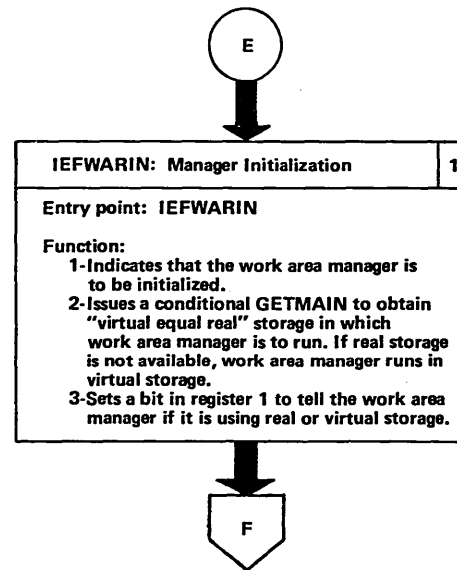 E
IEFWARIN: Manager Initialization 1
Entry point: IEFWARIN
Function:
1-Indicates that the work area manager is
to be initialized.
2-Issues a conditional GETMAIN to obtain
“virtual equal real” storage in which
work area manager is to run. If real storage
is not available, work area manager runs in
virtual storage.
3-Sets a bit in register 1 to tell the work area
manager if it is using real or virtual storage.
F